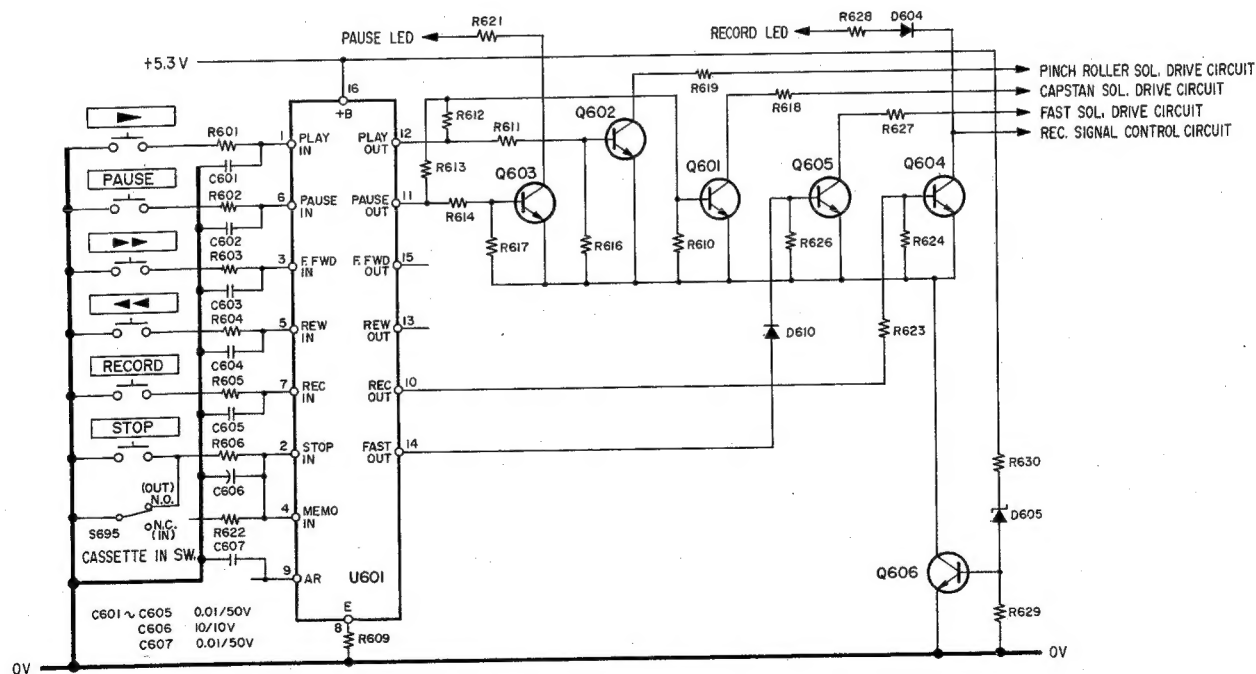 R621
R628
D604
PAUSE LED
RECORD LED
+5.3 V
16
+B
PINCH ROLLER SOL. DRIVE CIRCUIT
R619
CAPSTAN SOL. DRIVE CIRCUIT
R618
FAST SOL. DRIVE CIRCUIT
R627
REC. SIGNAL CONTROL CIRCUIT
Q602
R612
R601
1
PLAY IN
PLAY OUT
12
R611
C601
R613
Q603
Q601
Q605
Q604
PAUSE
R602
6
PAUSE IN
PAUSE OUT
11
R614
C602
R617
R616
R610
R626
R624
R603
3
F. FWD IN
F. FWD OUT
15
C603
R604
5
REW IN
REW OUT
13
C604
D610
R623
RECORD
R605
7
REC IN
REC OUT
10
C605
STOP
R606
2
STOP IN
FAST OUT
14
C606
R630
(OUT)
N.O.
4
MEMO IN
S695
N.C.
(IN)
R622
D605
CASSETTE IN SW.
C607
9
AR
U601
Q606
C601 ~ C605 0.01/50V
C606 10/10V
C607 0.01/50V
E
8
R609
R629
0V
0V